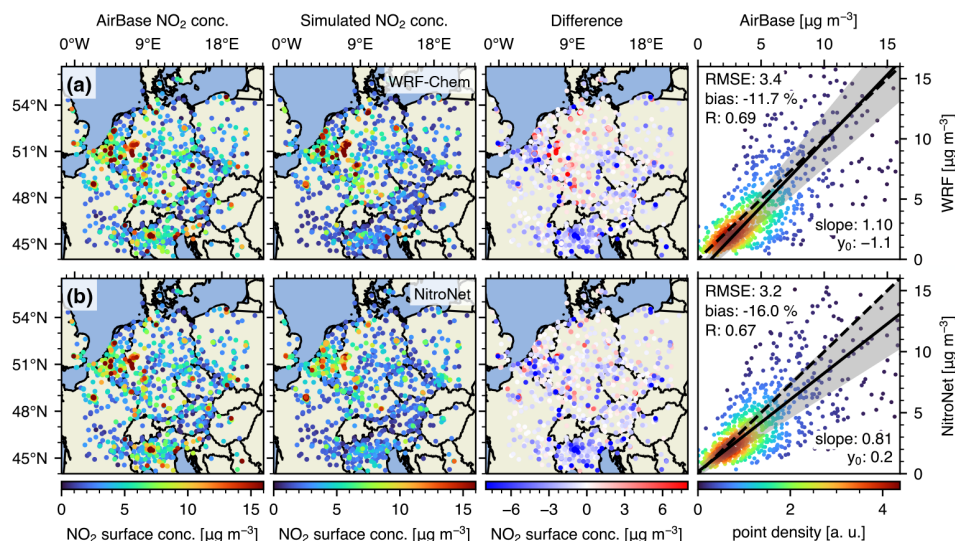 AirBase NO₂ conc.
Simulated NO₂ conc.
Difference
AirBase [µg m⁻³]
0°W 9°E 18°E
0°W 9°E 18°E
0°W 9°E 18°E
0 5 10 15
(a)
WRF-Chem
54°N
51°N
48°N
45°N
RMSE: 3.4
bias: -11.7 %
R: 0.69
slope: 1.10
y₀: −1.1
15
10
5
0
WRF [µg m⁻³]
(b)
NitroNet
54°N
51°N
48°N
45°N
RMSE: 3.2
bias: -16.0 %
R: 0.67
slope: 0.81
y₀: 0.2
15
10
5
0
NitroNet [µg m⁻³]
0 5 10 15
0 5 10 15
−6 −3 0 3 6
0 2 4
NO₂ surface conc. [µg m⁻³]
NO₂ surface conc. [µg m⁻³]
NO₂ surface conc. [µg m⁻³]
point density [a. u.]